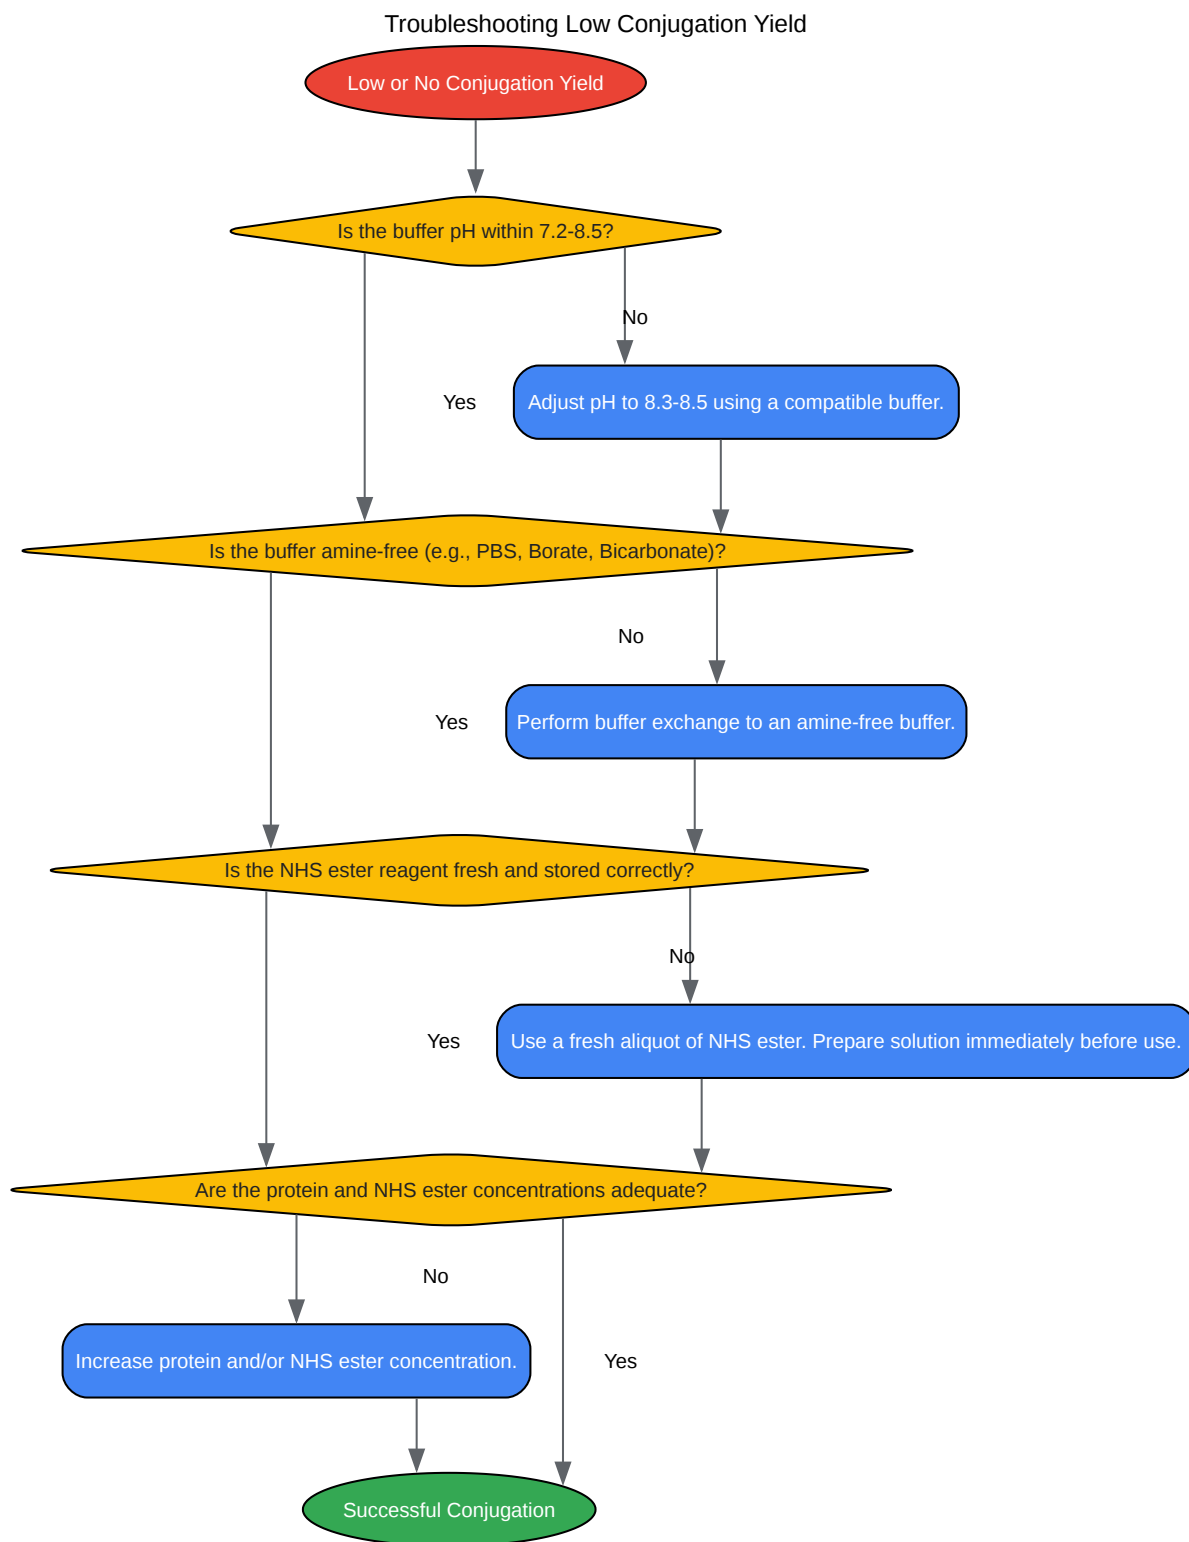 Troubleshooting Low Conjugation Yield
Low or No Conjugation Yield
Is the buffer pH within 7.2-8.5?
No
Yes
Adjust pH to 8.3-8.5 using a compatible buffer.
Is the buffer amine-free (e.g., PBS, Borate, Bicarbonate)?
No
Yes
Perform buffer exchange to an amine-free buffer.
Is the NHS ester reagent fresh and stored correctly?
No
Yes
Use a fresh aliquot of NHS ester. Prepare solution immediately before use.
Are the protein and NHS ester concentrations adequate?
No
Increase protein and/or NHS ester concentration.
Yes
Successful Conjugation